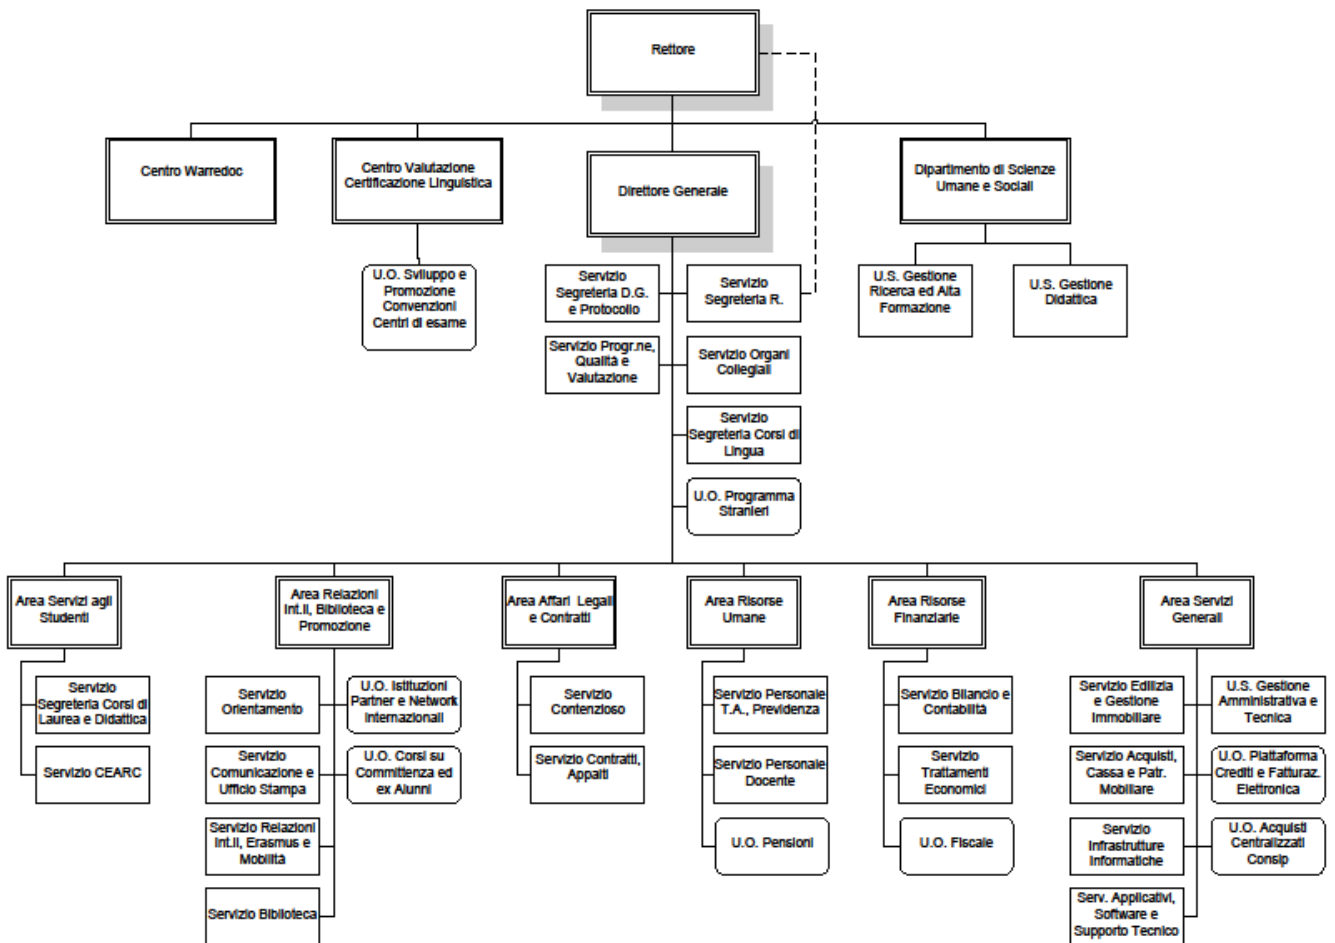 Rettore
Centro Warredoc
Centro Valutazione
Certificazione Linguistica
Direttore Generale
Dipartimento di Scienze
Umane e Sociali
U.O. Sviluppo e
Promozione
Convenzioni
Centri di esame
Servizio
Segreteria D.G.
e Protocollo
Servizio
Segreteria R.
U.S. Gestione
Ricerca ed Alta
Formazione
U.S. Gestione
Didattica
Servizio Progr.ne,
Qualità e
Valutazione
Servizio Organi
Collegiali
Servizio
Segreteria Corsi di
Lingua
U.O. Programma
Stranieri
Area Servizi agli
Studenti
Area Relazioni
Int.li, Biblioteca e
Promozione
Area Affari Legali
e Contratti
Area Risorse
Umane
Area Risorse
Finanziarie
Area Servizi
Generali
Servizio
Segreteria Corsi di
Laurea e Didattica
Servizio CEARC
Servizio
Orientamento
U.O. Istituzioni
Partner e Network
Internazionali
Servizio
Comunicazione e
Ufficio Stampa
U.O. Corsi su
Committenza ed
ex Alunni
Servizio Relazioni
Int.li, Erasmus e
Mobilità
Servizio Biblioteca
Servizio
Contenzioso
Servizio Contratti,
Appalti
Servizio Personale
T.A., Previdenza
Servizio Personale
Docente
U.O. Pensioni
Servizio Bilancio e
Contabilità
Servizio
Trattamenti
Economici
U.O. Fiscale
Servizio Edilizia
e Gestione
Immobiliare
U.S. Gestione
Amministrativa e
Tecnica
Servizio Acquisti,
Cassa e Patr.
Mobiliare
U.O. Piattaforma
Crediti e Fatturaz.
Elettronica
Servizio
Infrastrutture
Informatiche
U.O. Acquisti
Centralizzati
Consip
Serv. Applicativi,
Software e
Supporto Tecnico